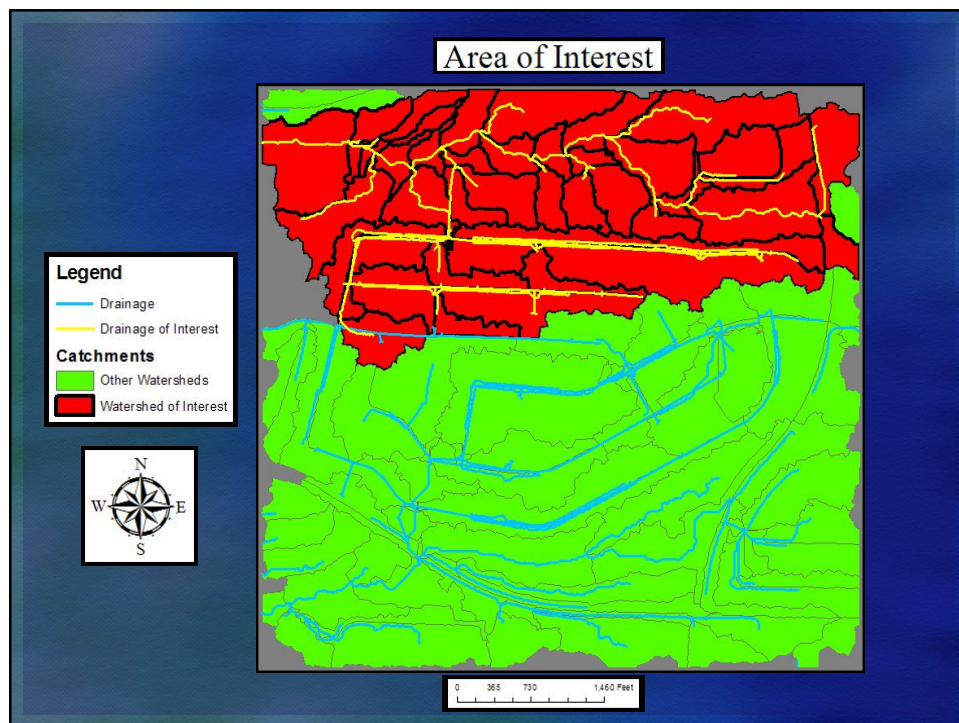 Area of Interest
Legend
Drainage
Drainage of Interest
Catchments
Other Watersheds
Watershed of Interest
N
W E
S
0 365 730 1,460 Feet